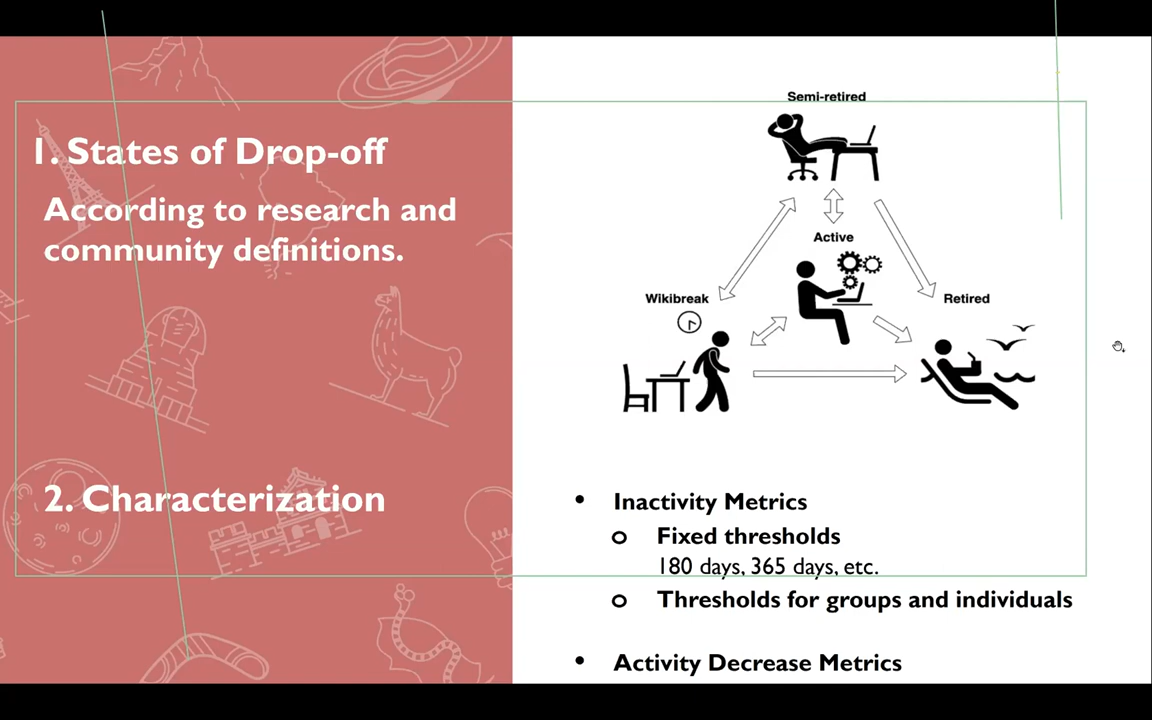 1. States of Drop-off
According to research and
community definitions.
Semi-retired
Active
Wikibreak
Retired
2. Characterization
• Inactivity Metrics
o Fixed thresholds
180 days, 365 days, etc.
o Thresholds for groups and individuals
• Activity Decrease Metrics